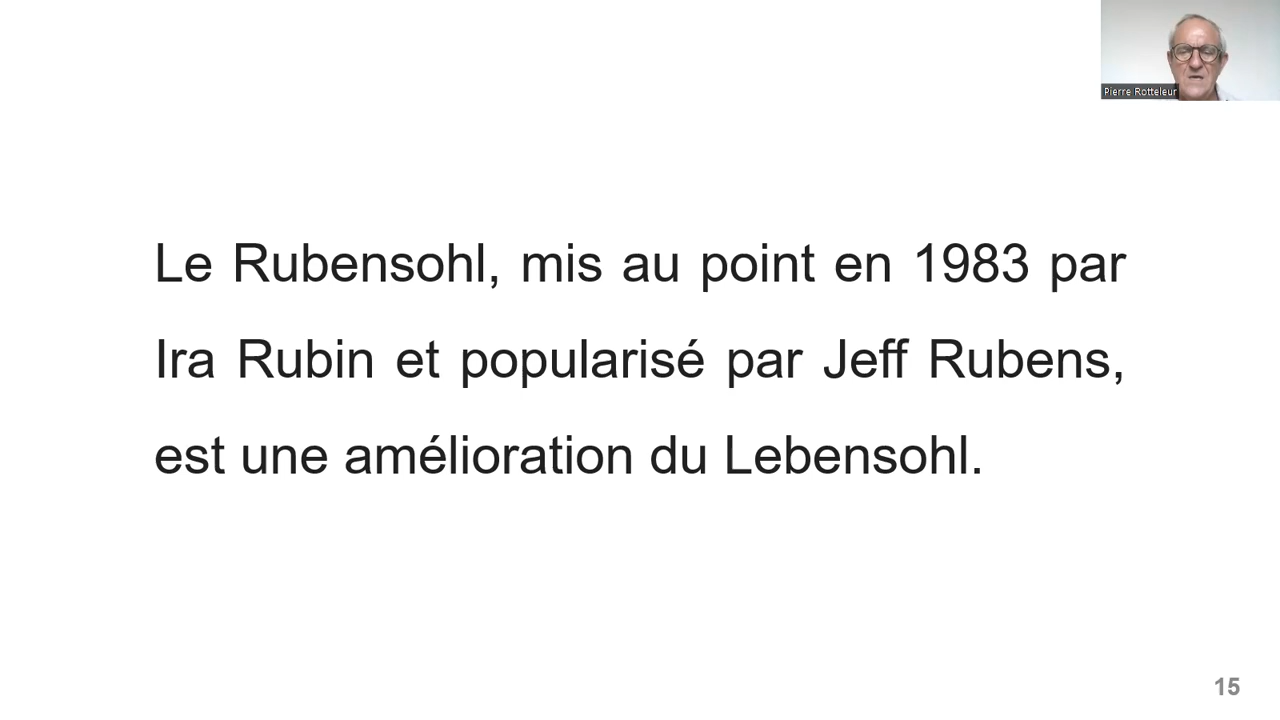 Pierre Rotteleur
Le Rubensohl, mis au point en 1983 par
Ira Rubin et popularisé par Jeff Rubens,
est une amélioration du Lebensohl.
15